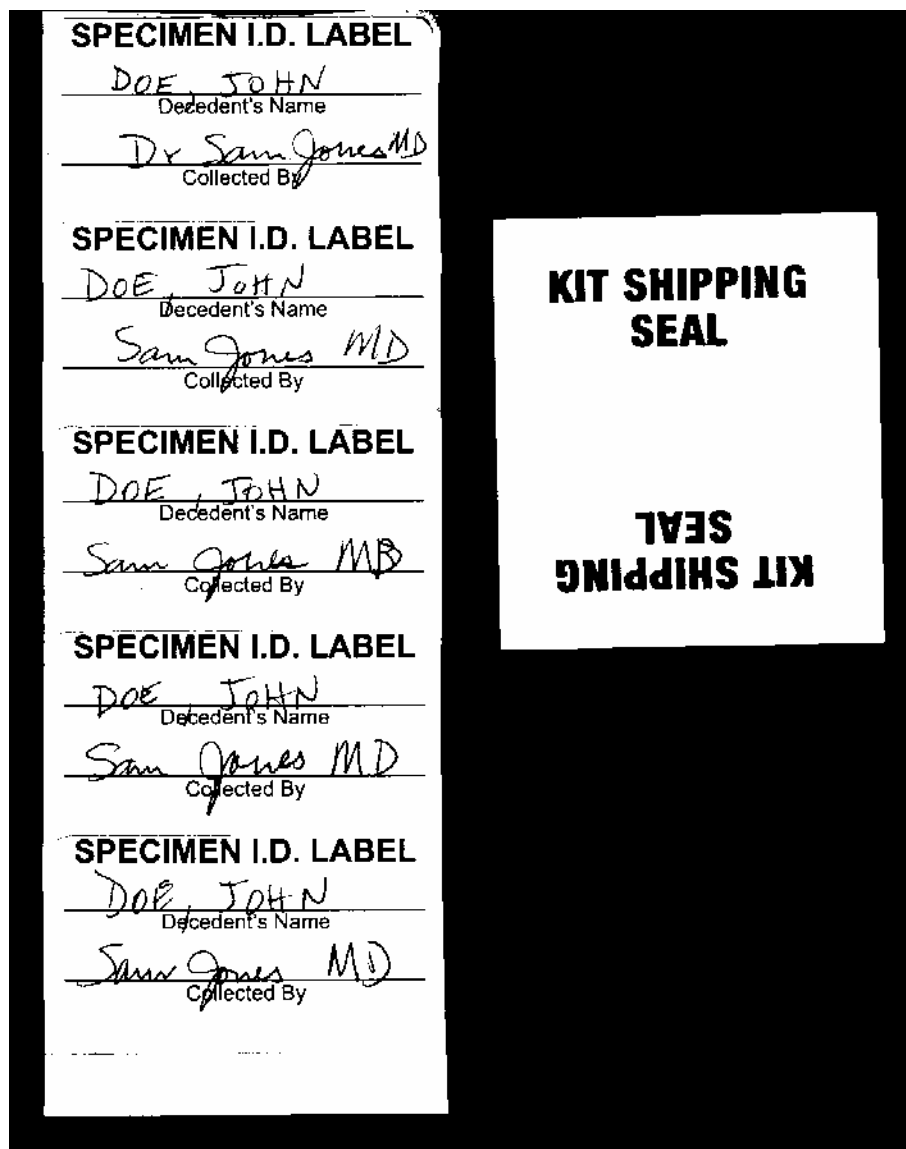 SPECIMEN I.D. LABEL
DOE, JOHN
Decedent's Name
Dr Sam Jones MD
Collected By
SPECIMEN I.D. LABEL
DOE, JOHN
Decedent's Name
Sam Jones MD
Collected By
SPECIMEN I.D. LABEL
DOE, JOHN
Decedent's Name
Sam Jones MD
Collected By
SPECIMEN I.D. LABEL
DOE, JOHN
Decedent's Name
Sam Jones MD
Collected By
SPECIMEN I.D. LABEL
DOE, JOHN
Decedent's Name
Sam Jones MD
Collected By
KIT SHIPPING
SEAL
KIT SHIPPING
SEAL